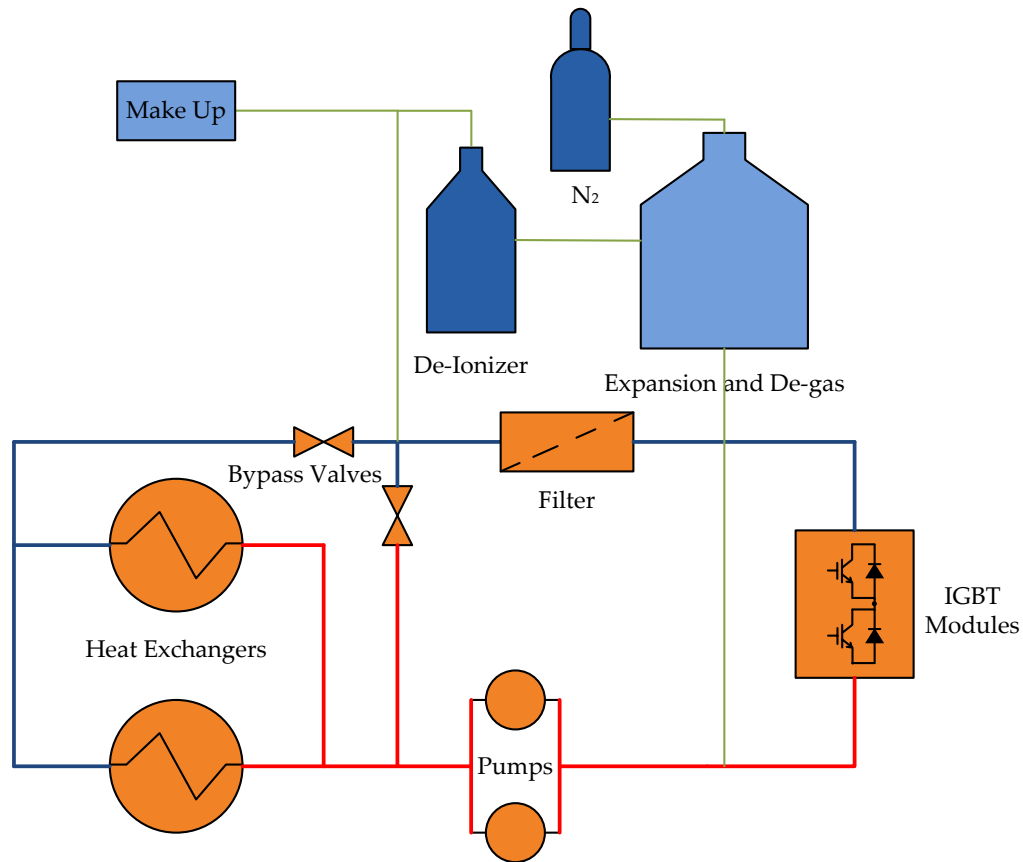 Make Up
N₂
De-Ionizer
Expansion and De-gas
Bypass Valves
Filter
IGBT
Modules
Heat Exchangers
Pumps